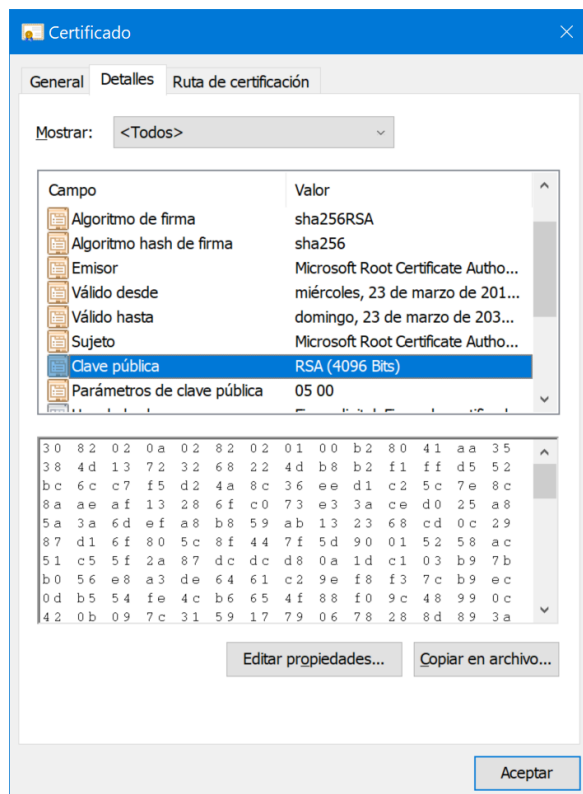 Certificado
General Detalles Ruta de certificación
Mostrar: <Todos>
Campo Valor
Algoritmo de firma sha256RSA
Algoritmo hash de firma sha256
Emisor Microsoft Root Certificate Autho...
Válido desde miércoles, 23 de marzo de 201...
Válido hasta domingo, 23 de marzo de 203...
Sujeto Microsoft Root Certificate Autho...
Clave pública RSA (4096 Bits)
Parámetros de clave pública 05 00
30 82 02 0a 02 82 02 01 00 b2 80 41 aa 35
38 4d 13 72 32 68 22 4d b8 b2 f1 ff d5 52
bc 6c c7 f5 d2 4a 8c 36 ee d1 c2 5c 7e 8c
8a ae af 13 28 6f c0 73 e3 3a ce d0 25 a8
5a 3a 6d ef a8 b8 59 ab 13 23 68 cd 0c 29
87 d1 6f 80 5c 8f 44 7f 5d 90 01 52 58 ac
51 c5 5f 2a 87 dc dc d8 0a 1d c1 03 b9 7b
b0 56 e8 a3 de 64 61 c2 9e f8 f3 7c b9 ec
0d b5 54 fe 4c b6 65 4f 88 f0 9c 48 99 0c
42 0b 09 7c 31 59 17 79 06 78 28 8d 89 3a
Editar propiedades... Copiar en archivo...
Aceptar